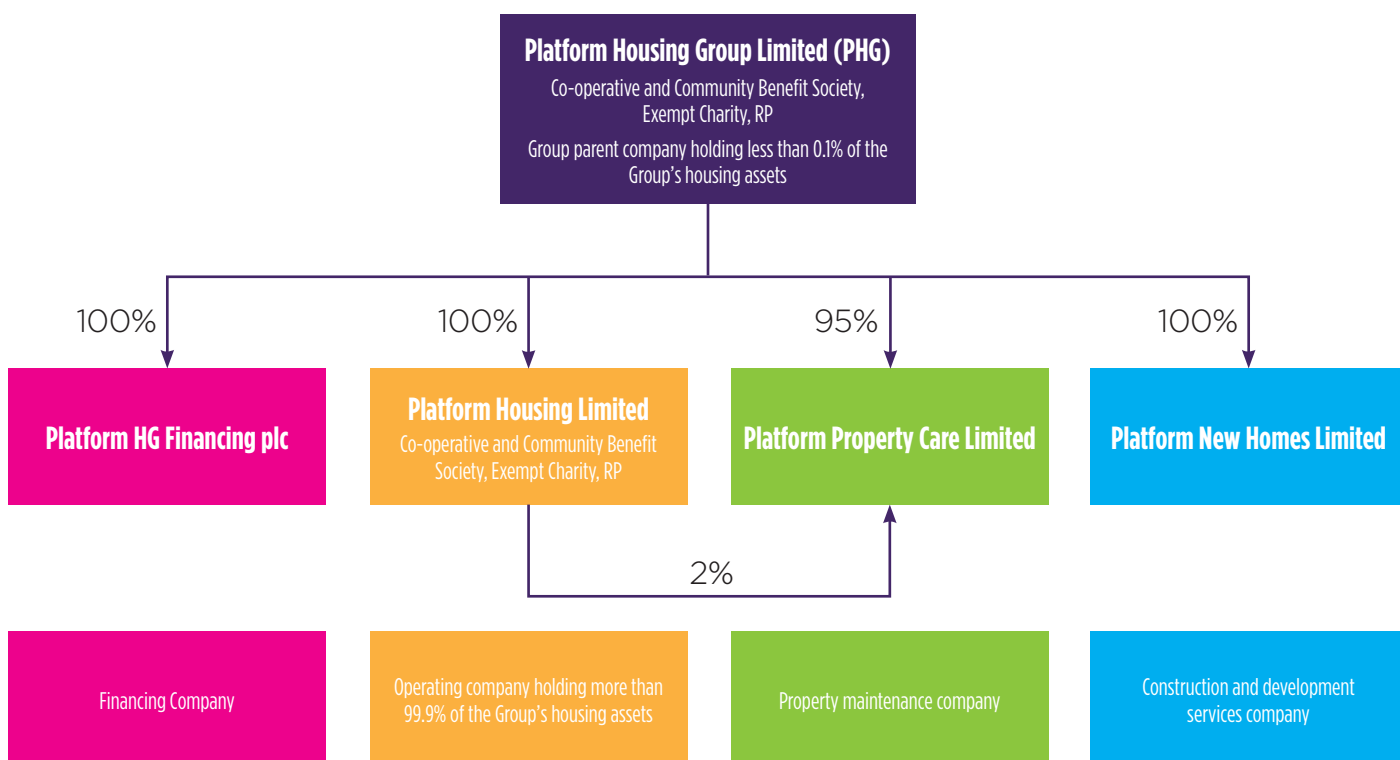 Platform Housing Group Limited (PHG)
Co-operative and Community Benefit Society,
Exempt Charity, RP
Group parent company holding less than 0.1% of the
Group's housing assets
100%
100%
95%
100%
Platform HG Financing plc
Platform Housing Limited
Co-operative and Community Benefit
Society, Exempt Charity, RP
Platform Property Care Limited
Platform New Homes Limited
2%
Financing Company
Operating company holding more than
99.9% of the Group's housing assets
Property maintenance company
Construction and development
services company